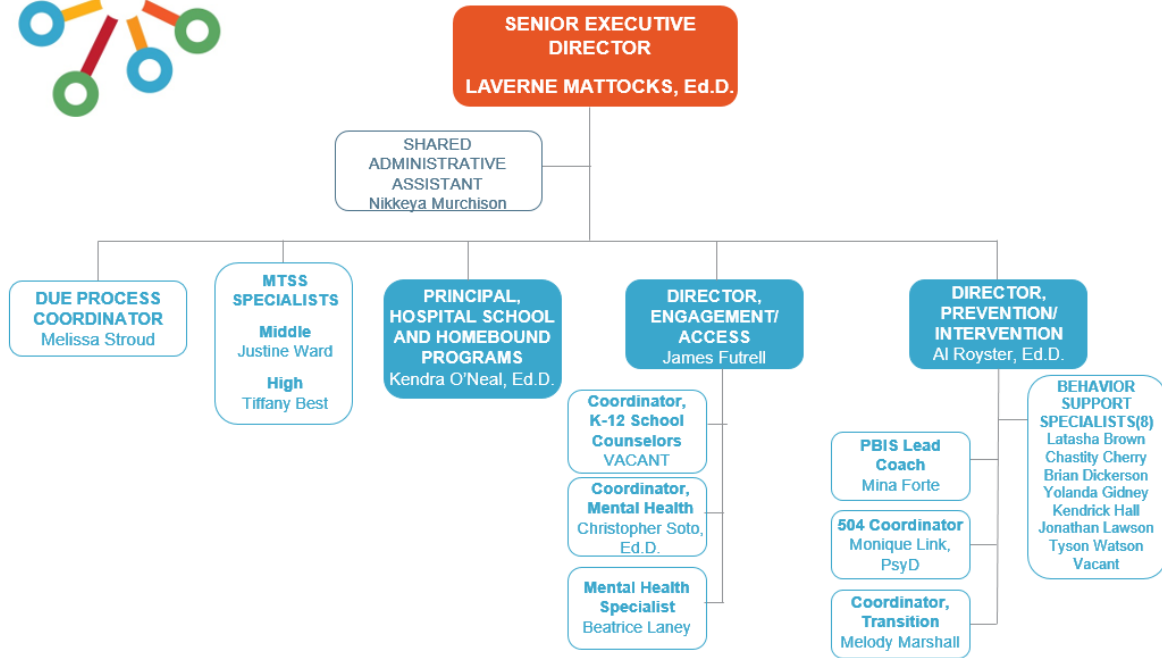 SENIOR EXECUTIVE
DIRECTOR
LAVERNE MATTOCKS, Ed.D.
SHARED
ADMINISTRATIVE
ASSISTANT
Nikkeya Murchison
DUE PROCESS
COORDINATOR
Melissa Stroud
MTSS
SPECIALISTS
Middle
Justine Ward
High
Tiffany Best
PRINCIPAL,
HOSPITAL SCHOOL
AND HOMEBOUND
PROGRAMS
Kendra O'Neal, Ed.D.
DIRECTOR,
ENGAGEMENT/
ACCESS
James Futrell
Coordinator,
K-12 School
Counselors
VACANT
Coordinator,
Mental Health
Christopher Soto,
Ed.D.
Mental Health
Specialist
Beatrice Laney
DIRECTOR,
PREVENTION/
INTERVENTION
Al Royster, Ed.D.
PBIS Lead
Coach
Mina Forte
504 Coordinator
Monique Link,
PsyD
Coordinator,
Transition
Melody Marshall
BEHAVIOR
SUPPORT
SPECIALISTS(8)
Latasha Brown
Chastity Cherry
Brian Dickerson
Yolanda Gidney
Kendrick Hall
Jonathan Lawson
Tyson Watson
Vacant